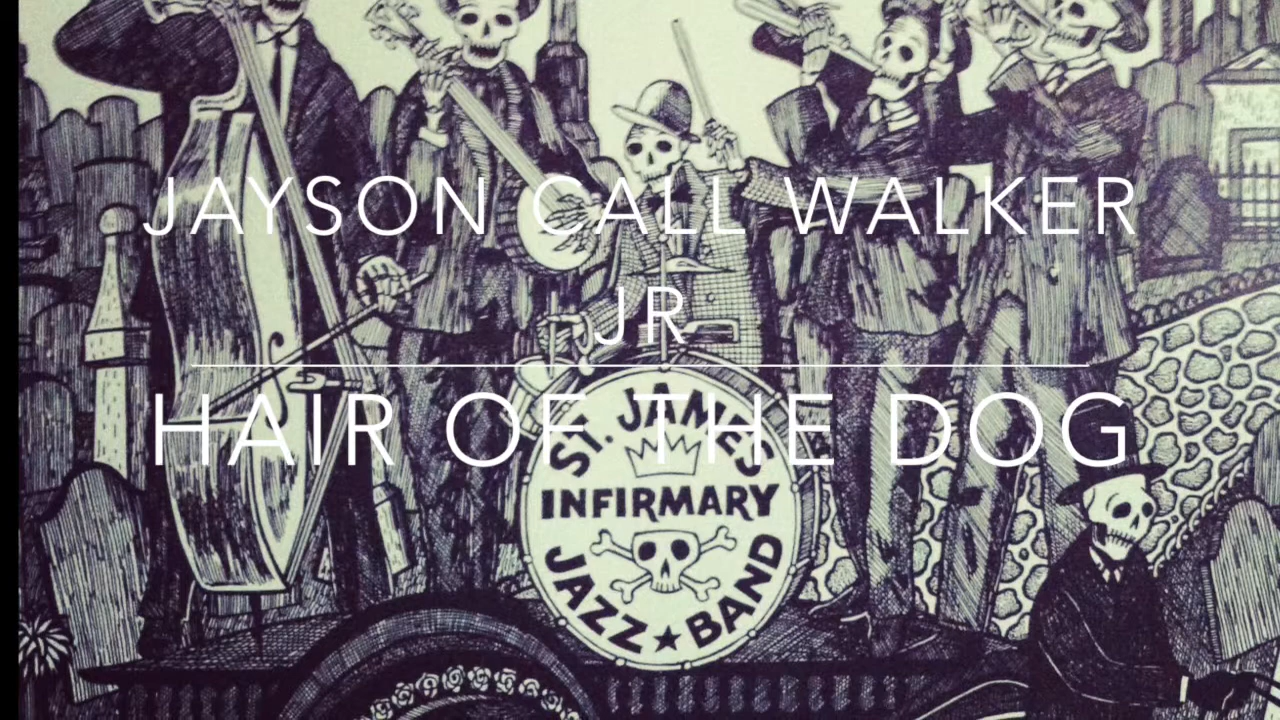 JAYSON CALL WALKER
JR
HAIR OF THE DOG
ST. JAMES
INFIRMARY
JAZZ ★ BAND